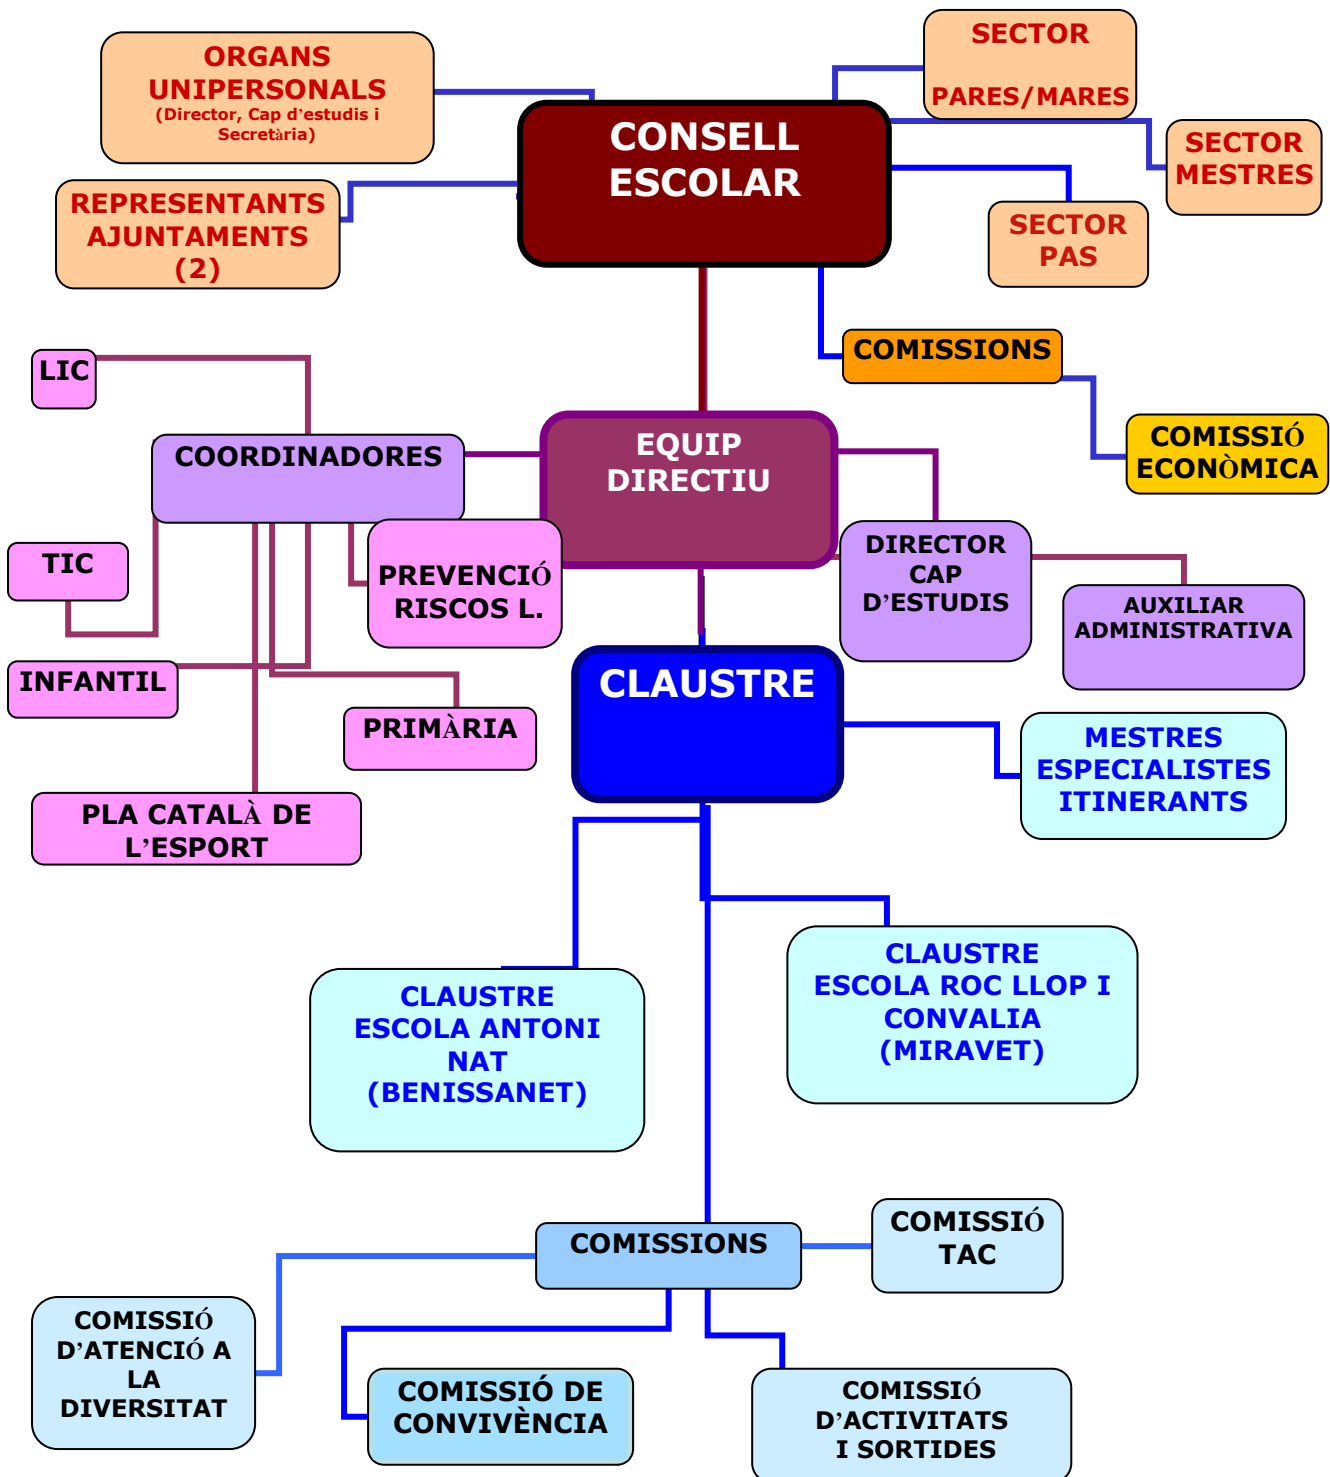 ORGANS
UNIPERSONALS
(Director, Cap d'estudis i
Secretària)
SECTOR
PARES/MARES
CONSELL
ESCOLAR
SECTOR
MESTRES
REPRESENTANTS
AJUNTAMENTS
(2)
SECTOR
PAS
COMISSIONS
LIC
COMISSIÓ
ECONÒMICA
COORDINADORES
EQUIP
DIRECTIU
TIC
PREVENCIÓ
RISCOS L.
DIRECTOR
CAP
D'ESTUDIS
AUXILIAR
ADMINISTRATIVA
INFANTIL
CLAUSTRE
PRIMÀRIA
MESTRES
ESPECIALISTES
ITINERANTS
PLA CATALÀ DE
L'ESPORT
CLAUSTRE
ESCOLA ANTONI
NAT
(BENISSANET)
CLAUSTRE
ESCOLA ROC LLOP I
CONVALIA
(MIRAVET)
COMISSIONS
COMISSIÓ
TAC
COMISSIÓ
D'ATENCIÓ A
LA
DIVERSITAT
COMISSIÓ DE
CONVIVÈNCIA
COMISSIÓ
D'ACTIVITATS
I SORTIDES